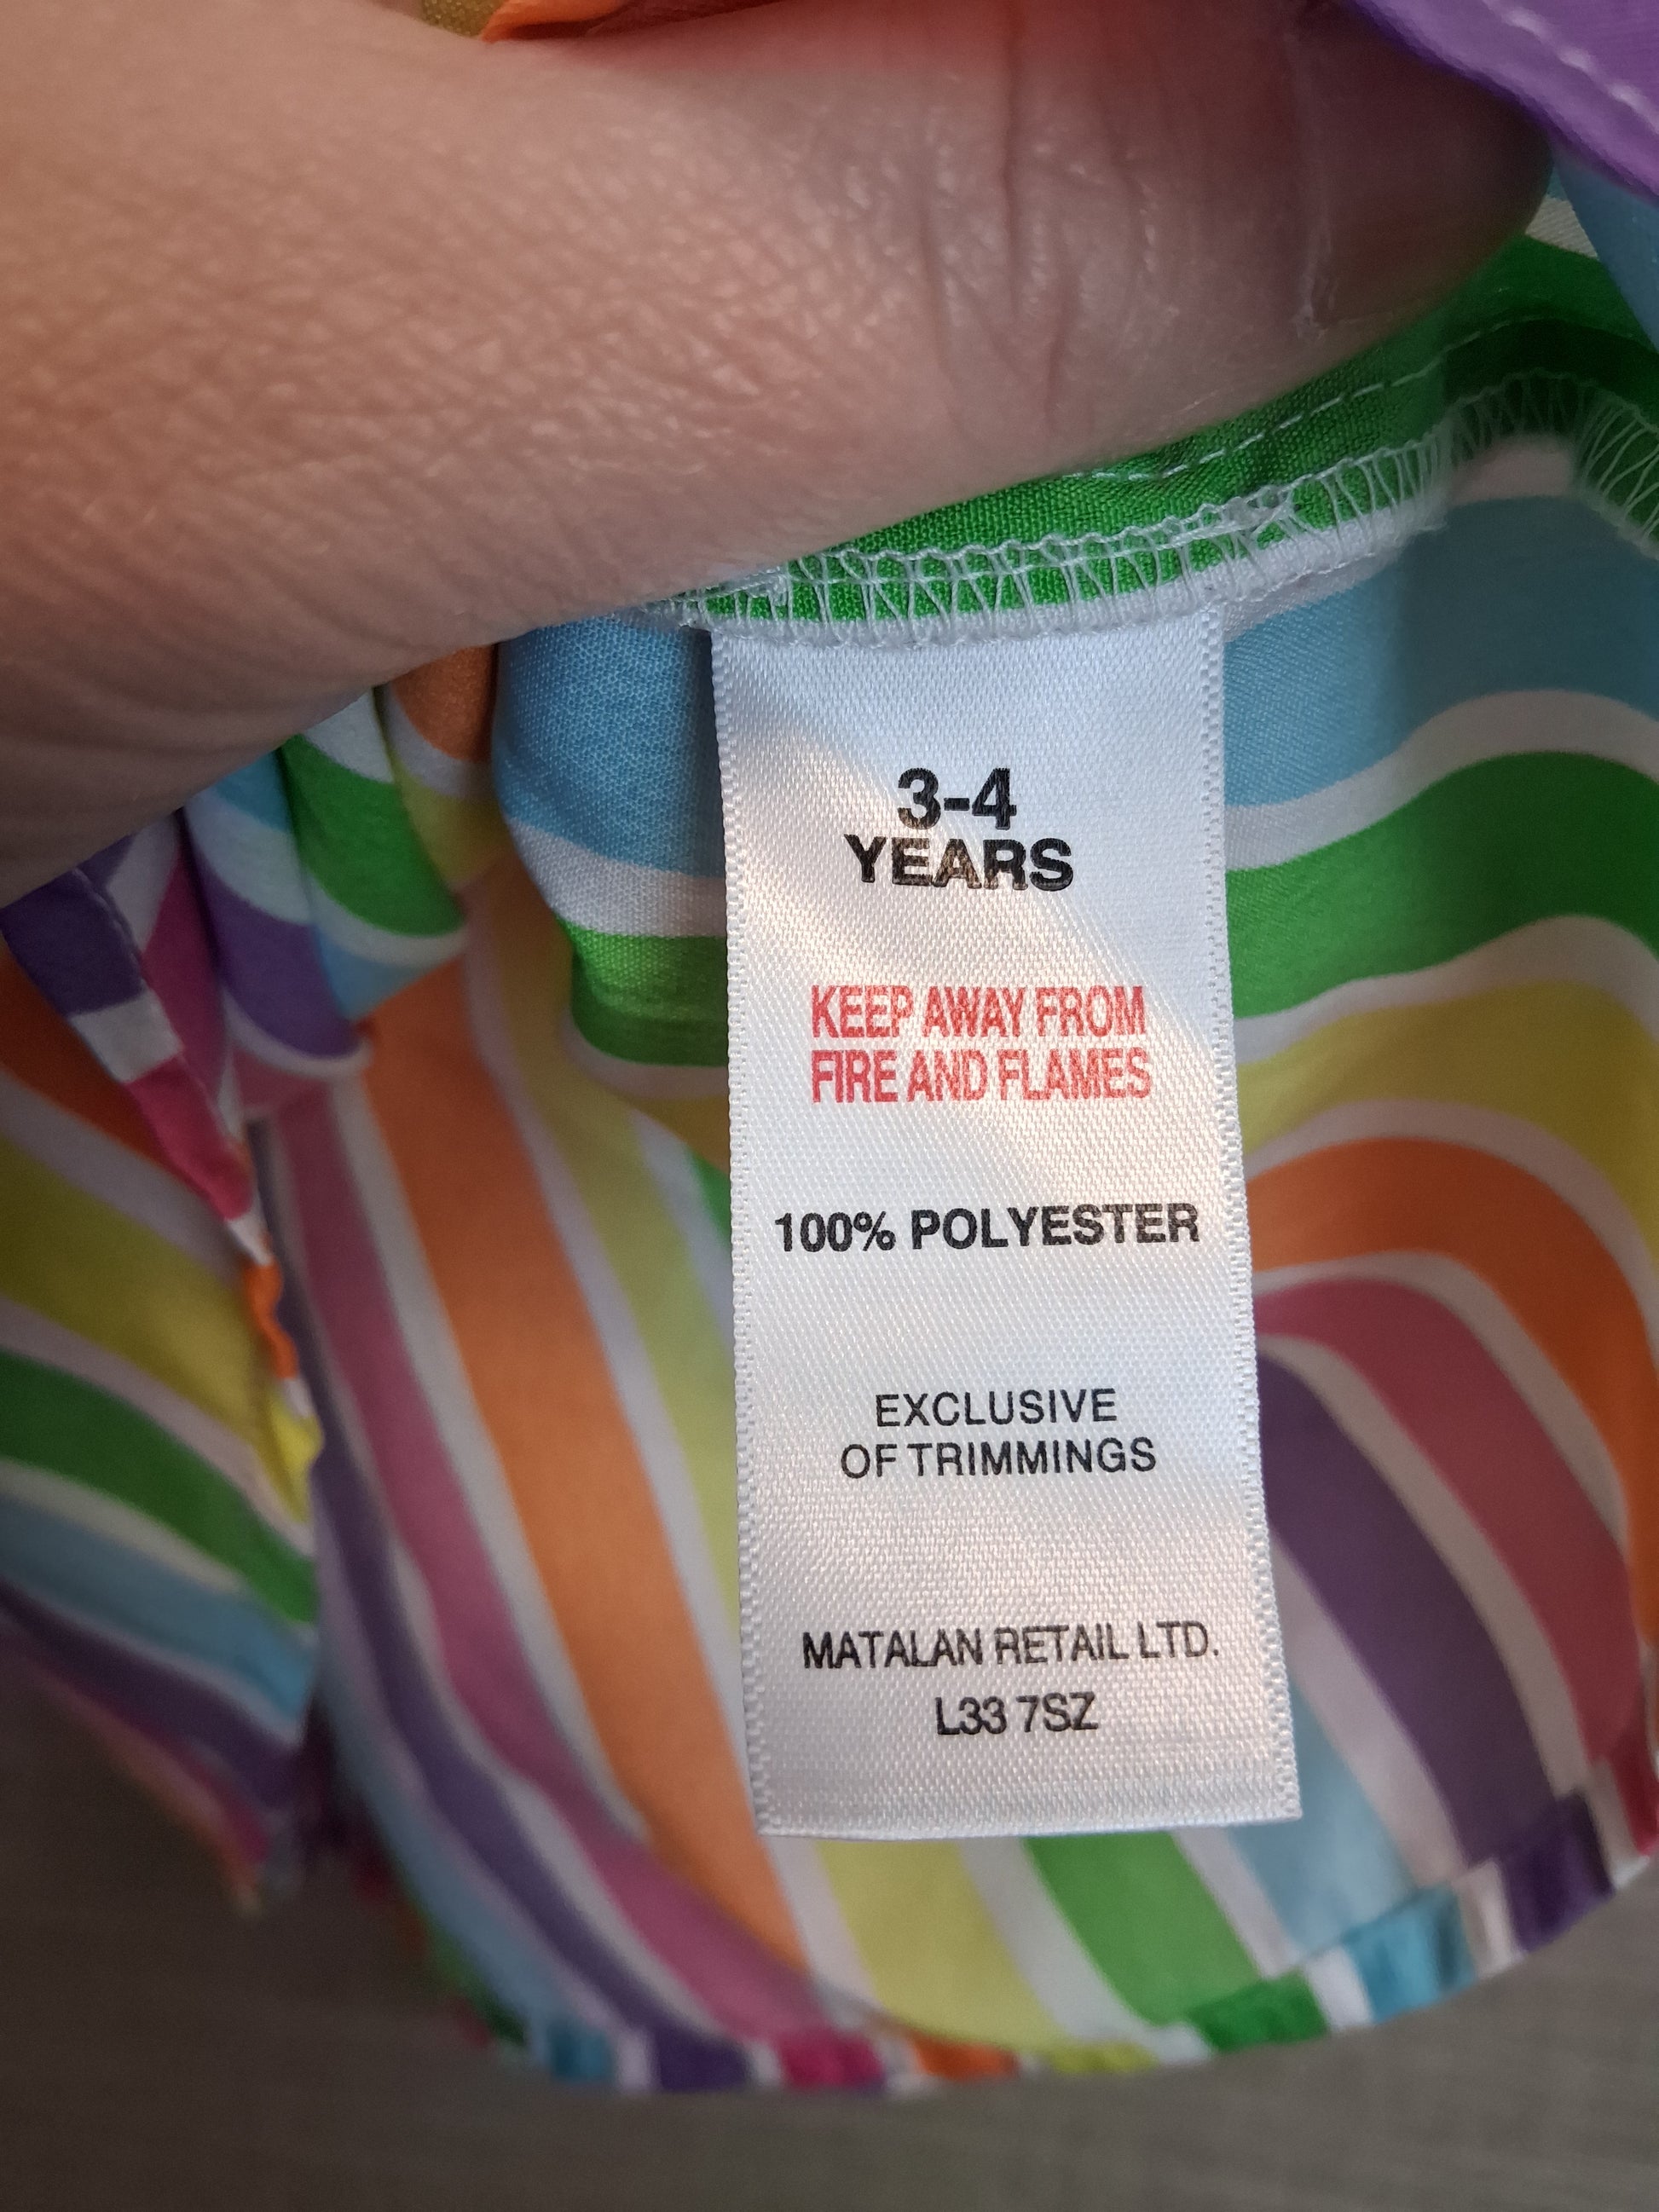 3-4
YEARS
KEEP AWAY FROM
FIRE AND FLAMES
100% POLYESTER
EXCLUSIVE
OF TRIMMINGS
MATALAN RETAIL LTD.
L33 7SZ